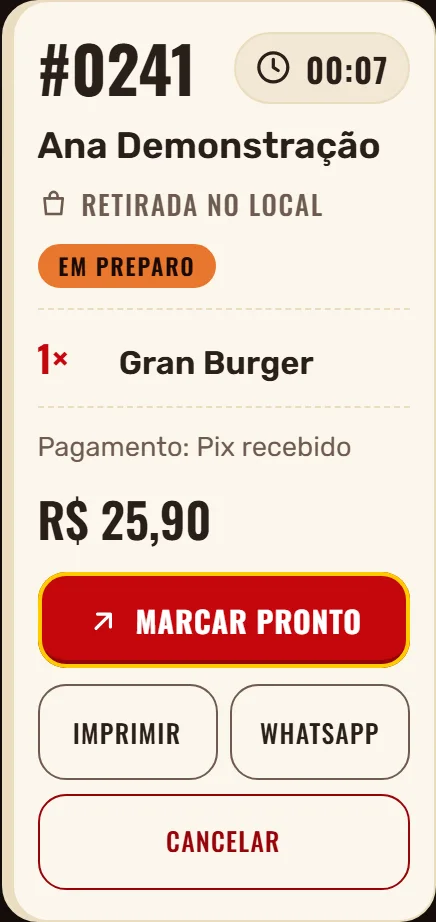 #0241 00:07
Ana Demonstração
RETIRADA NO LOCAL
EM PREPARO
1× Gran Burger
Pagamento: Pix recebido
R$ 25,90
MARCAR PRONTO
IMPRIMIR WHATSAPP
CANCELAR